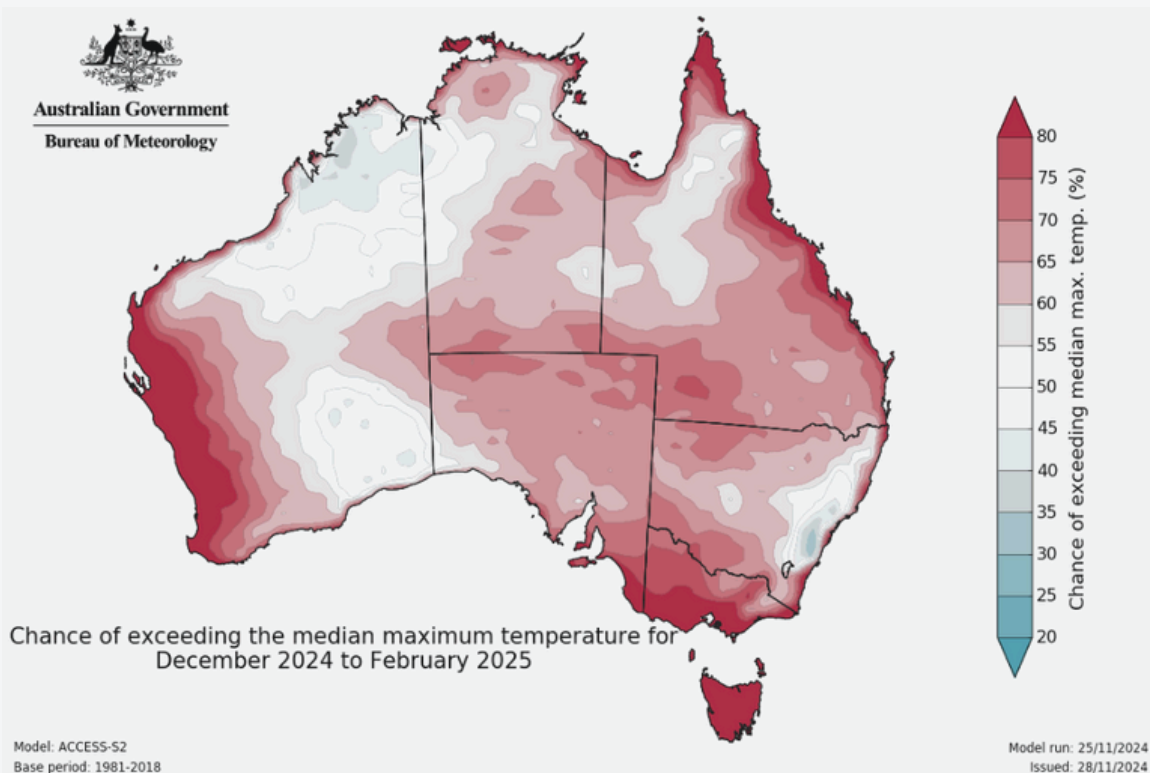 Australian Government
Bureau of Meteorology
80
75
70
65
60
55
50
45
40
35
30
25
20
Chance of exceeding median max. temp. (%)
Chance of exceeding the median maximum temperature for
December 2024 to February 2025
Model: ACCESS-S2
Base period: 1981-2018
Model run: 25/11/2024
Issued: 28/11/2024